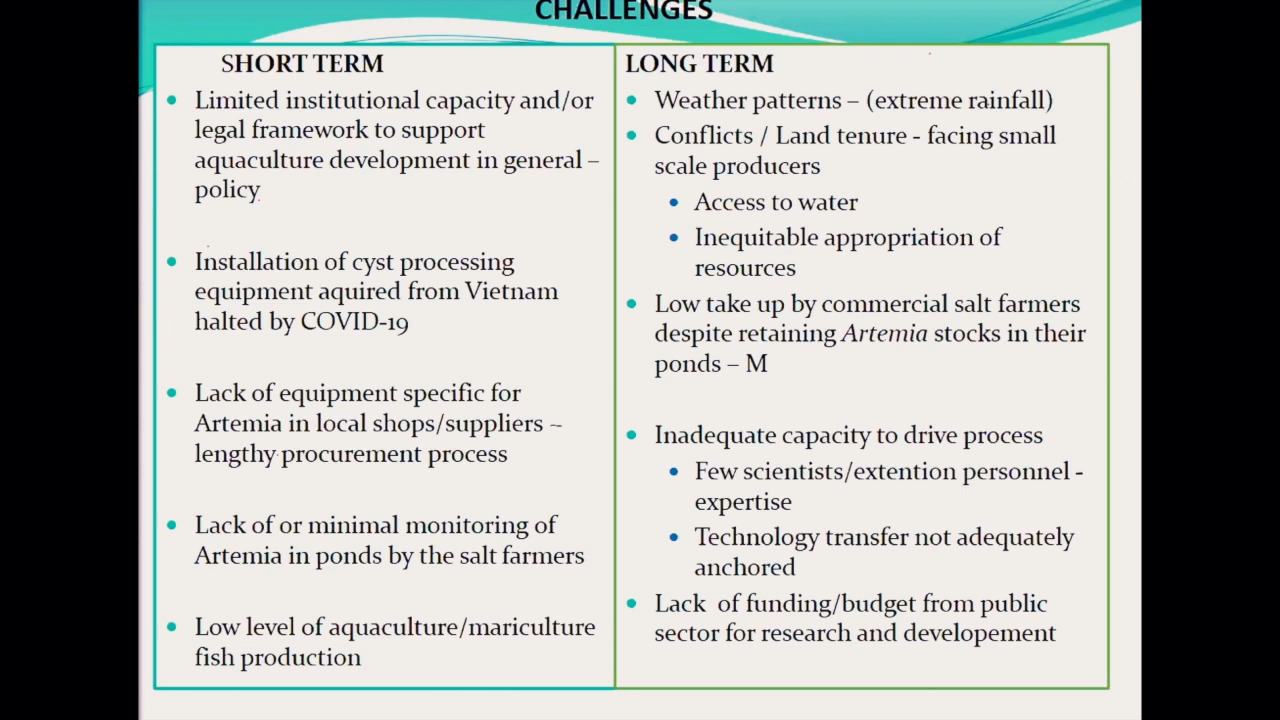 CHALLENGES
SHORT TERM
Limited institutional capacity and/or
legal framework to support
aquaculture development in general –
policy
Installation of cyst processing
equipment aquired from Vietnam
halted by COVID-19
Lack of equipment specific for
Artemia in local shops/suppliers ~
lengthy procurement process
Lack of or minimal monitoring of
Artemia in ponds by the salt farmers
Low level of aquaculture/mariculture
fish production
LONG TERM
Weather patterns – (extreme rainfall)
Conflicts / Land tenure - facing small
scale producers
Access to water
Inequitable appropriation of
resources
Low take up by commercial salt farmers
despite retaining Artemia stocks in their
ponds – M
Inadequate capacity to drive process
Few scientists/extention personnel -
expertise
Technology transfer not adequately
anchored
Lack of funding/budget from public
sector for research and developement